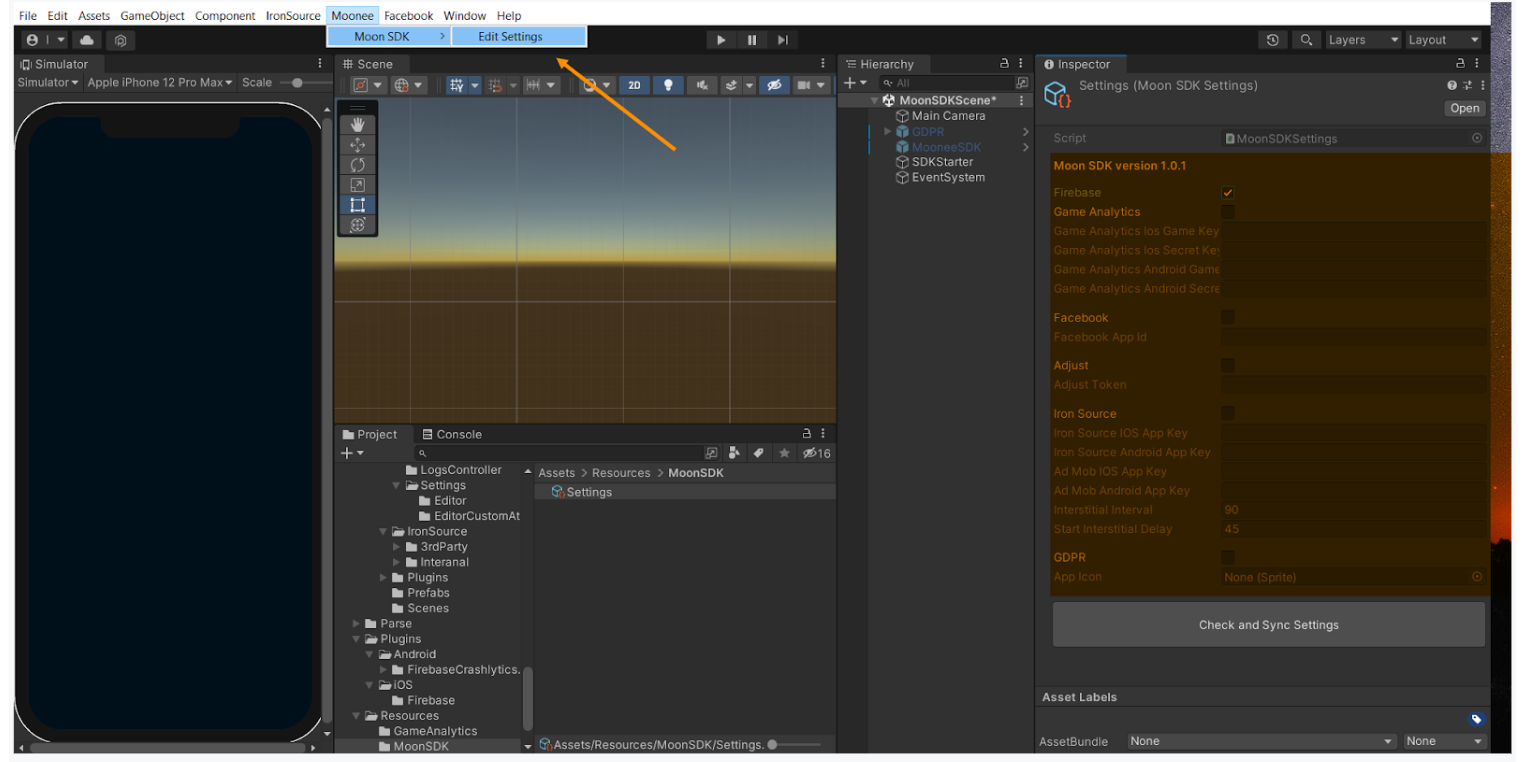 File Edit Assets GameObject Component IronSource Moonee Facebook Window Help
Moon SDK > Edit Settings
Layers Layout
Simulator
Simulator Apple iPhone 12 Pro Max Scale
Scene
2D
Hierarchy
All
MoonSDKScene*
Main Camera
GDPR
MooneeSDK
SDKStarter
EventSystem
Project Console
16
LogsController
Settings
Editor
EditorCustomAt
IronSource
3rdParty
Interanal
Plugins
Prefabs
Scenes
Parse
Plugins
Android
FirebaseCrashlytics.
iOS
Firebase
Resources
GameAnalytics
MoonSDK
Assets > Resources > MoonSDK
Settings
Assets/Resources/MoonSDK/Settings.
Inspector
Settings (Moon SDK Settings)
Open
Script MoonSDKSettings
Moon SDK version 1.0.1
Firebase
Game Analytics
Game Analytics Ios Game Key
Game Analytics Ios Secret Key
Game Analytics Android Game
Game Analytics Android Secre
Facebook
Facebook App Id
Adjust
Adjust Token
Iron Source
Iron Source IOS App Key
Iron Source Android App Key
Ad Mob IOS App Key
Ad Mob Android App Key
Interstitial Interval 90
Start Interstitial Delay 45
GDPR
App Icon None (Sprite)
Check and Sync Settings
Asset Labels
AssetBundle None None